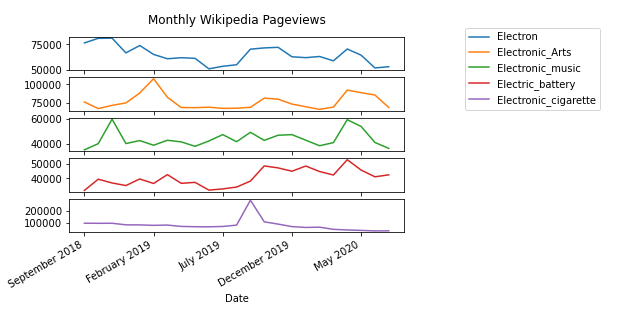 Monthly Wikipedia Pageviews
Electron
Electronic_Arts
Electronic_music
Electric_battery
Electronic_cigarette
75000
50000
100000
75000
60000
40000
50000
40000
200000
100000
September 2018
February 2019
July 2019
December 2019
May 2020
Date